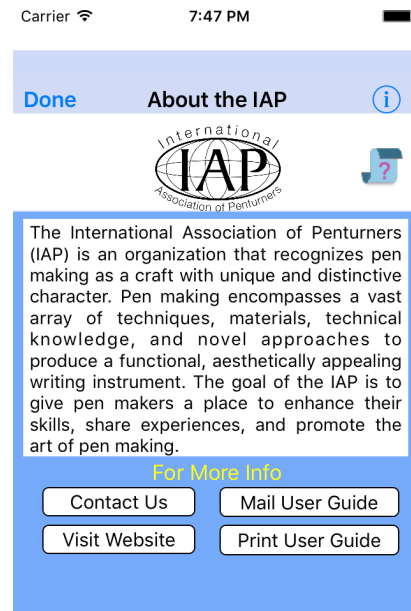 Carrier 7:47 PM
Done About the IAP
International
IAP
Association of Penturners
?
The International Association of Penturners
(IAP) is an organization that recognizes pen
making as a craft with unique and distinctive
character. Pen making encompasses a vast
array of techniques, materials, technical
knowledge, and novel approaches to
produce a functional, aesthetically appealing
writing instrument. The goal of the IAP is to
give pen makers a place to enhance their
skills, share experiences, and promote the
art of pen making.
For More Info
Contact Us Mail User Guide
Visit Website Print User Guide